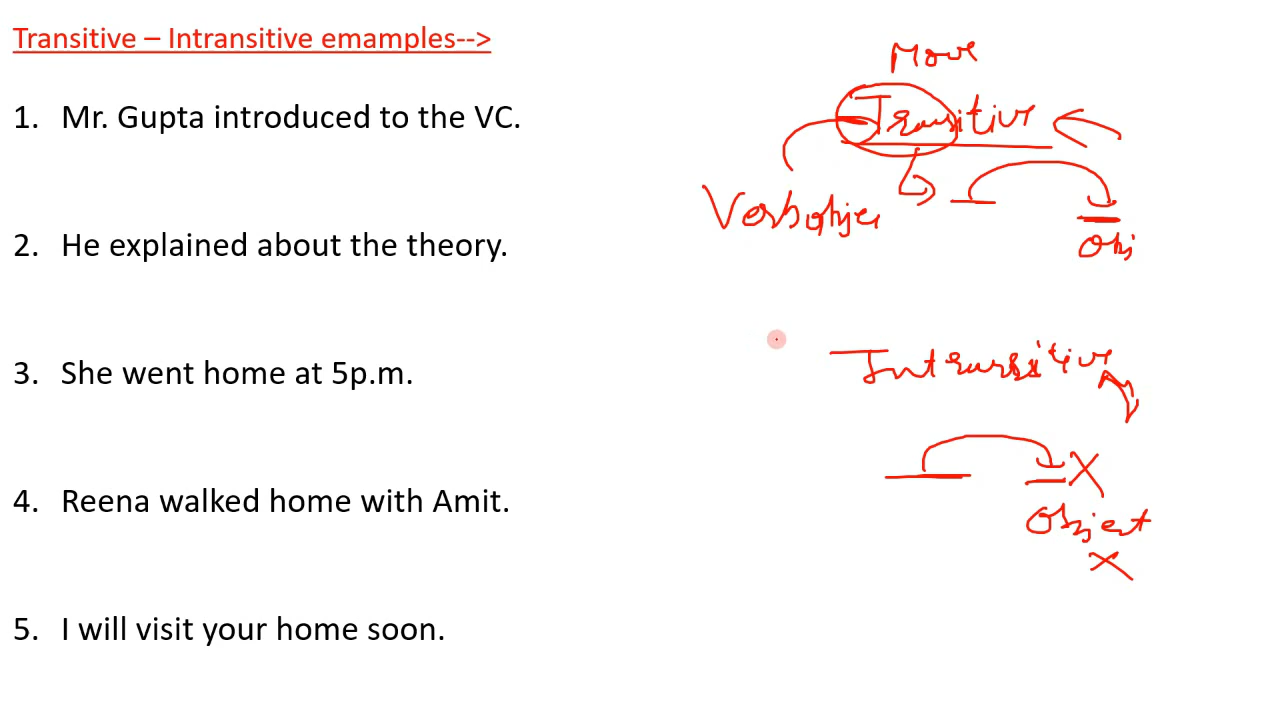 Transitive – Intransitive emamples-->
1. Mr. Gupta introduced to the VC.
2. He explained about the theory.
3. She went home at 5p.m.
4. Reena walked home with Amit.
5. I will visit your home soon.
Move
Transitive
Verb obje
Obj
Intransitive
X
Object
X